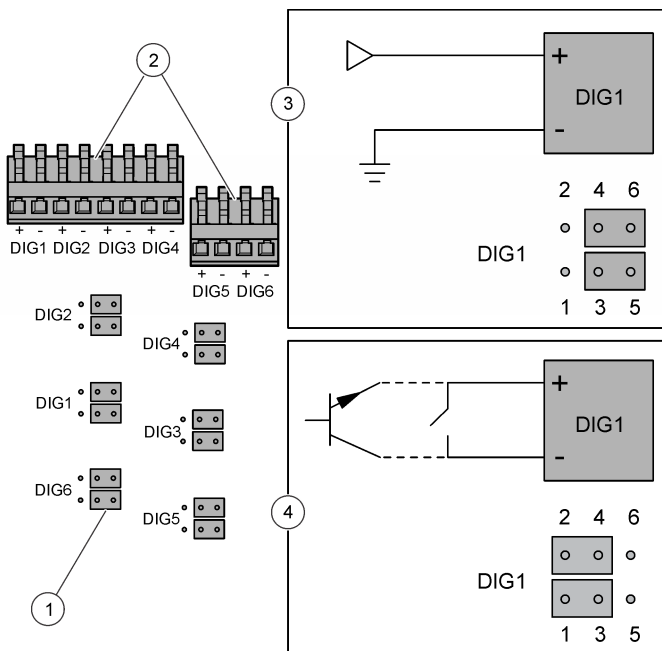 2
+ - + - + - + -
DIG1 DIG2 DIG3 DIG4
+ - + -
DIG5 DIG6
DIG2
DIG4
DIG1
DIG3
DIG6
DIG5
1
3
+
DIG1
-
2 4 6
DIG1
1 3 5
4
+
DIG1
-
2 4 6
DIG1
1 3 5